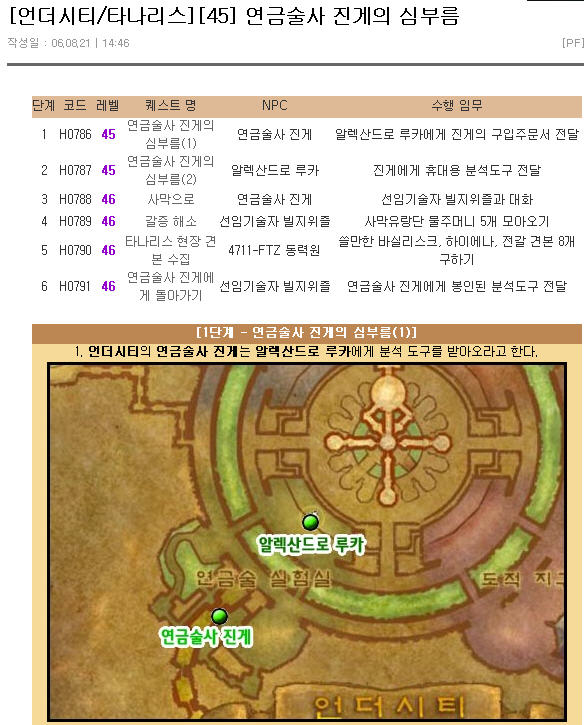 [언더시티/타나리스][45] 연금술사 진게의 심부름
작성일 : 06.08.21 | 14:46 [PF]
단계 코드 레벨 퀘스트 명 NPC 수행 임무
1 H0786 45 연금술사 진게의 심부름(1) 연금술사 진게 알렉산드로 루카에게 진게의 구입주문서 전달
2 H0787 45 연금술사 진게의 심부름(2) 알렉산드로 루카 진게에 휴대용 분석도구 전달
3 H0788 46 사막으로 연금술사 진게 선임기술자 빌지위즐과 대화
4 H0789 46 갈증 해소 선임기술자 빌지위즐 사막유랑단 물주머니 5개 모아오기
5 H0790 46 타나리스 현장 견본 수집 4711-FTZ 동력원 쓸만한 바실리스크, 하이에나, 전갈 견본 8개 구하기
6 H0791 46 연금술사 진게에게 돌아가기 선임기술자 빌지위즐 연금술사 진게에게 봉인된 분석도구 전달
[1단계 - 연금술사 진게의 심부름(1)]
1. 언더시티의 연금술사 진게는 알렉산드로 루카에게 분석 도구를 받아오라고 한다.
알렉산드로 루카
연금술 실험실 도적 지구
연금술사 진게
언더시티